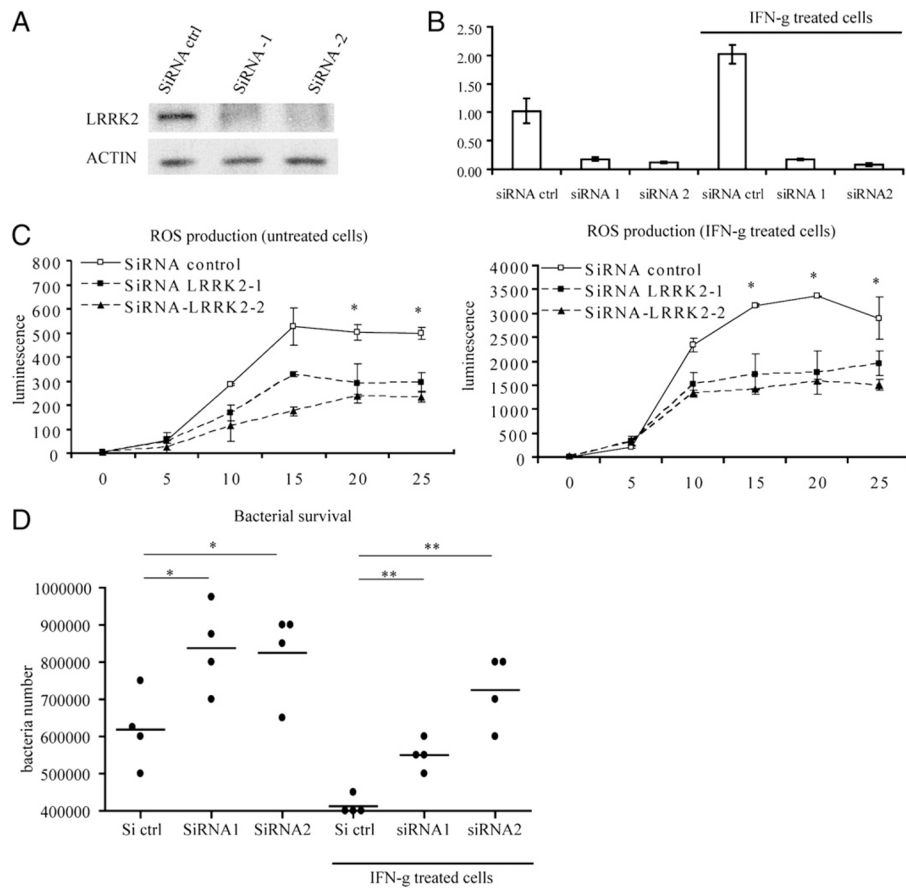 A
SiRNA ctrl
SiRNA -1
SiRNA -2
LRRK2
ACTIN
B
IFN-g treated cells
2.50
2.00
1.50
1.00
0.50
0.00
siRNA ctrl
siRNA 1
siRNA 2
siRNA ctrl
siRNA 1
siRNA2
C
ROS production (untreated cells)
SiRNA control
SiRNA LRRK2-1
SiRNA-LRRK2-2
luminescence
800
700
600
500
400
300
200
100
0
* *
0 5 10 15 20 25
ROS production (IFN-g treated cells)
SiRNA control
SiRNA LRRK2-1
SiRNA-LRRK2-2
luminescence
4000
3500
3000
2500
2000
1500
1000
500
0
* * *
0 5 10 15 20 25
D
Bacterial survival
*
*
**
**
bacteria number
1000000
900000
800000
700000
600000
500000
400000
Si ctrl
SiRNA1
SiRNA2
Si ctrl
siRNA1
siRNA2
IFN-g treated cells